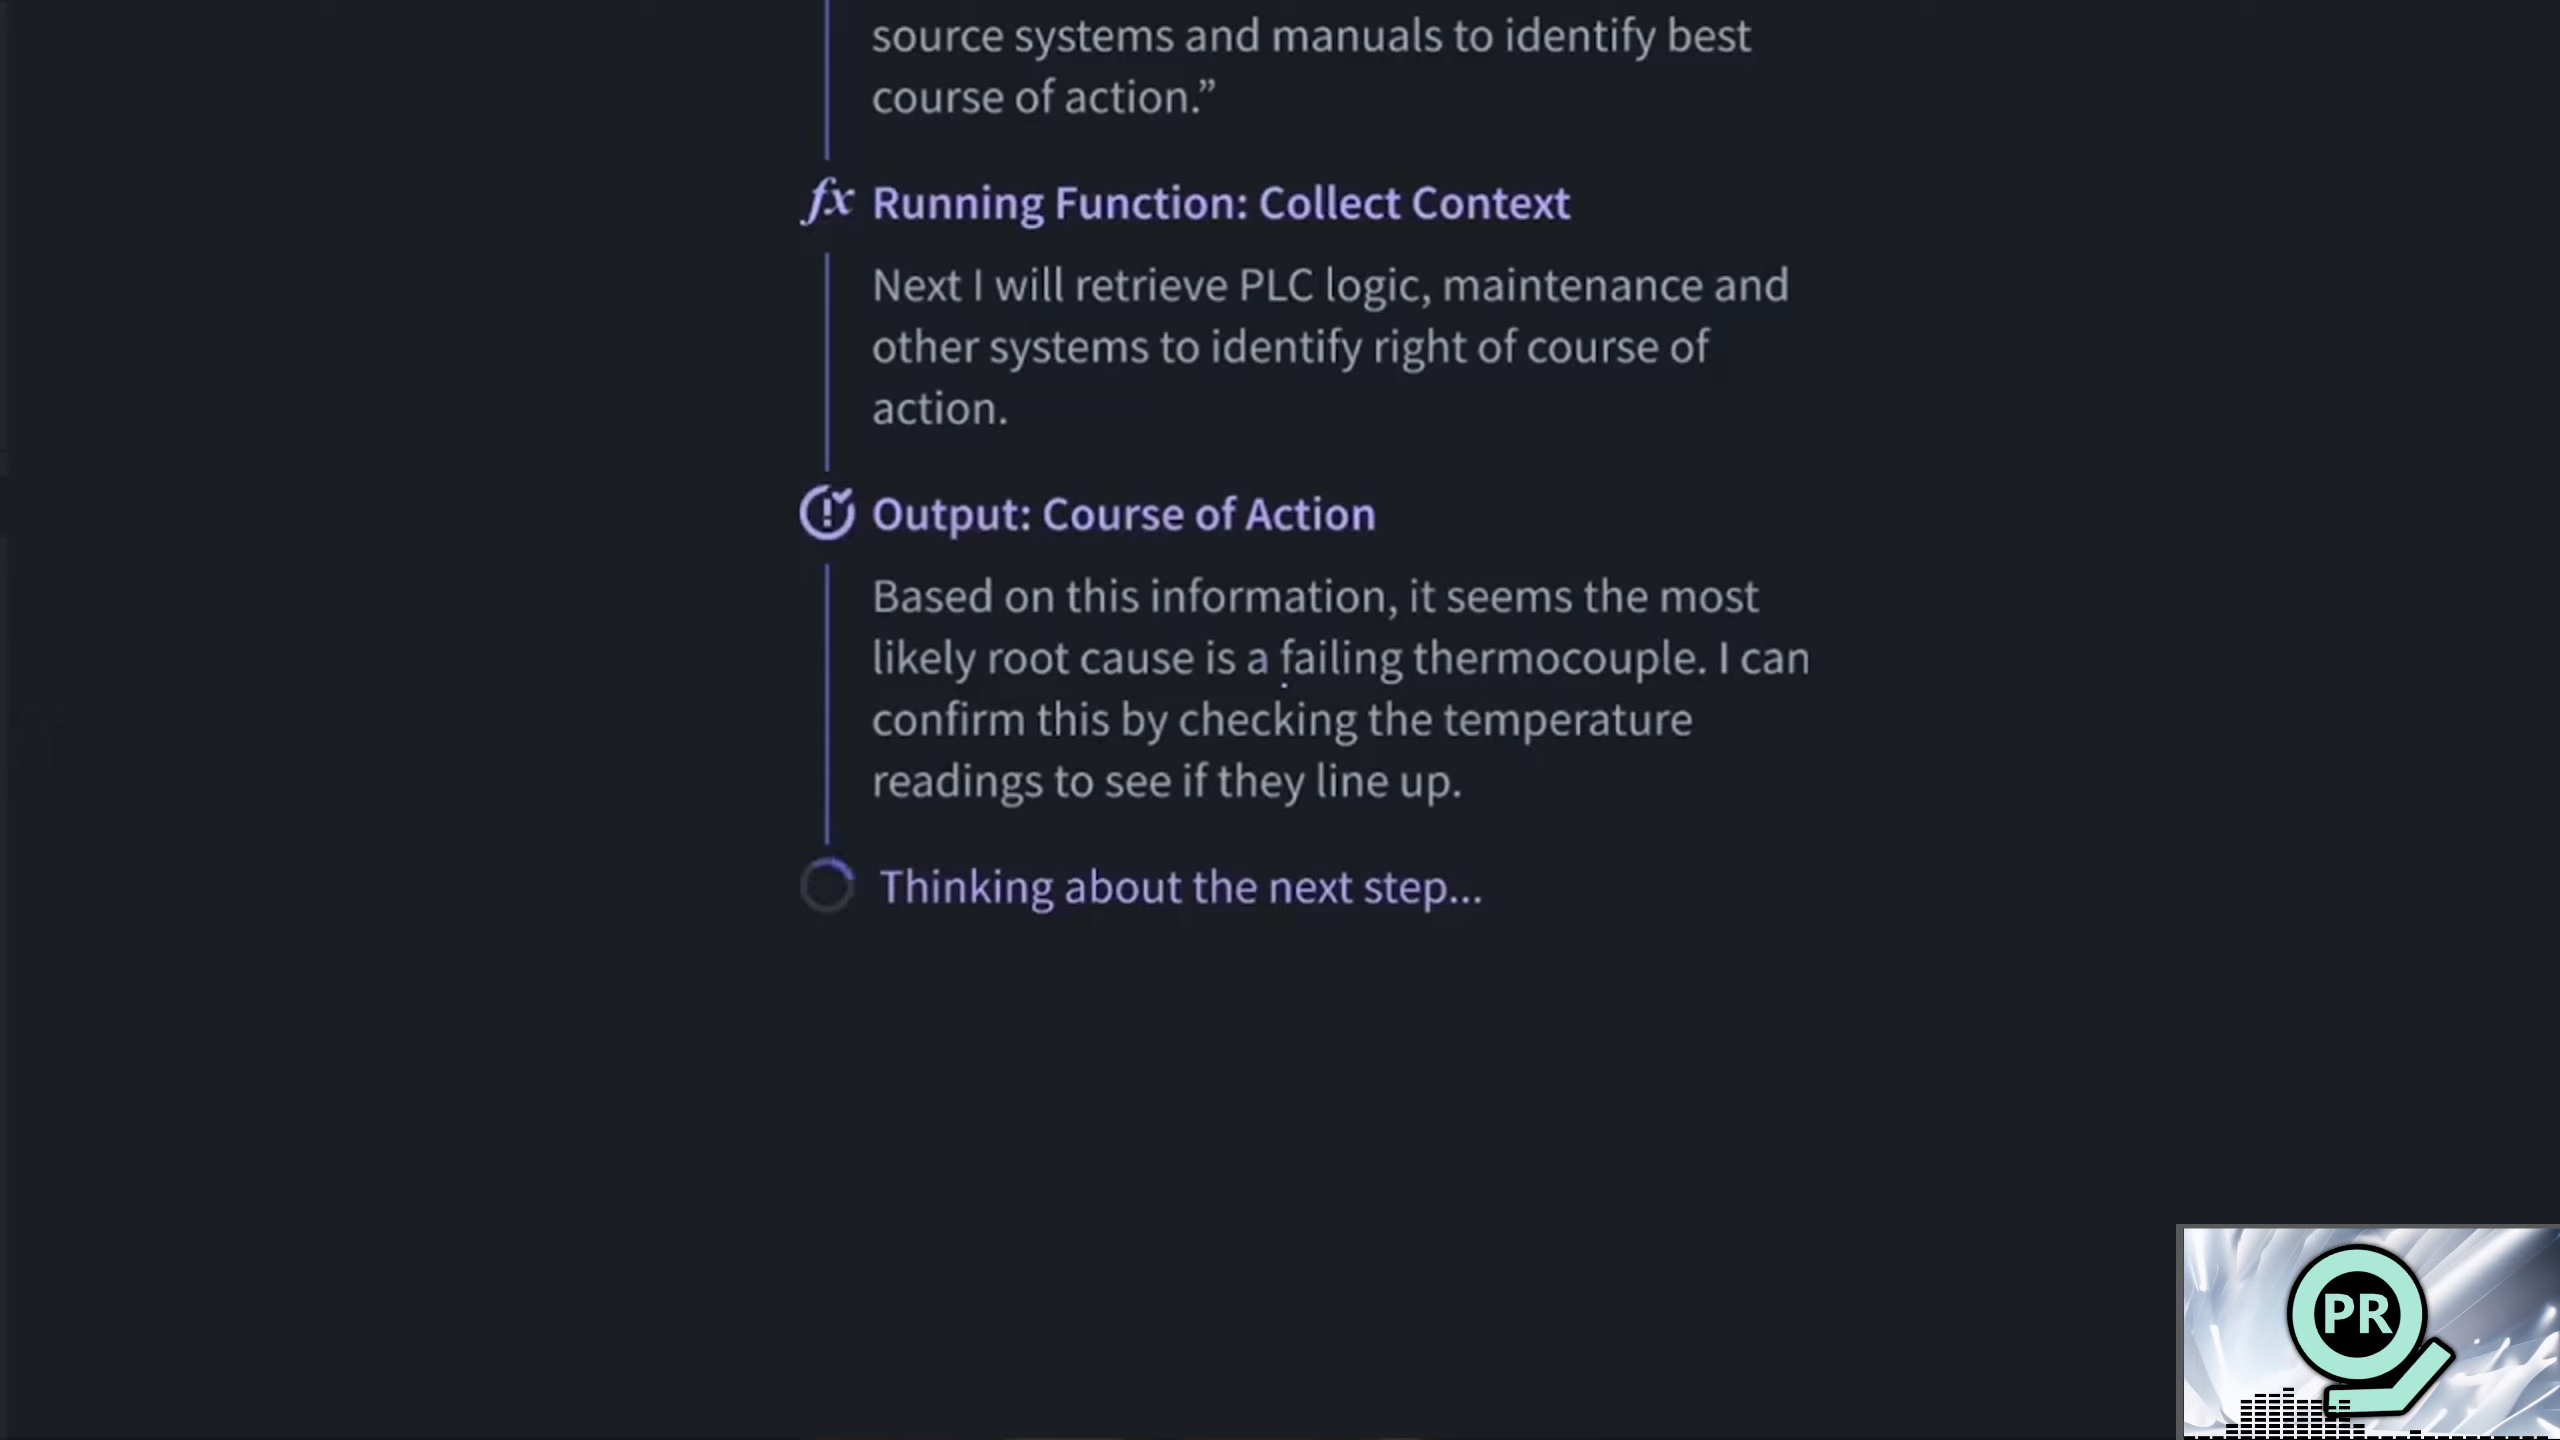 source systems and manuals to identify best
course of action.”
fx Running Function: Collect Context
Next I will retrieve PLC logic, maintenance and
other systems to identify right of course of
action.
Output: Course of Action
Based on this information, it seems the most
likely root cause is a failing thermocouple. I can
confirm this by checking the temperature
readings to see if they line up.
Thinking about the next step...
PR